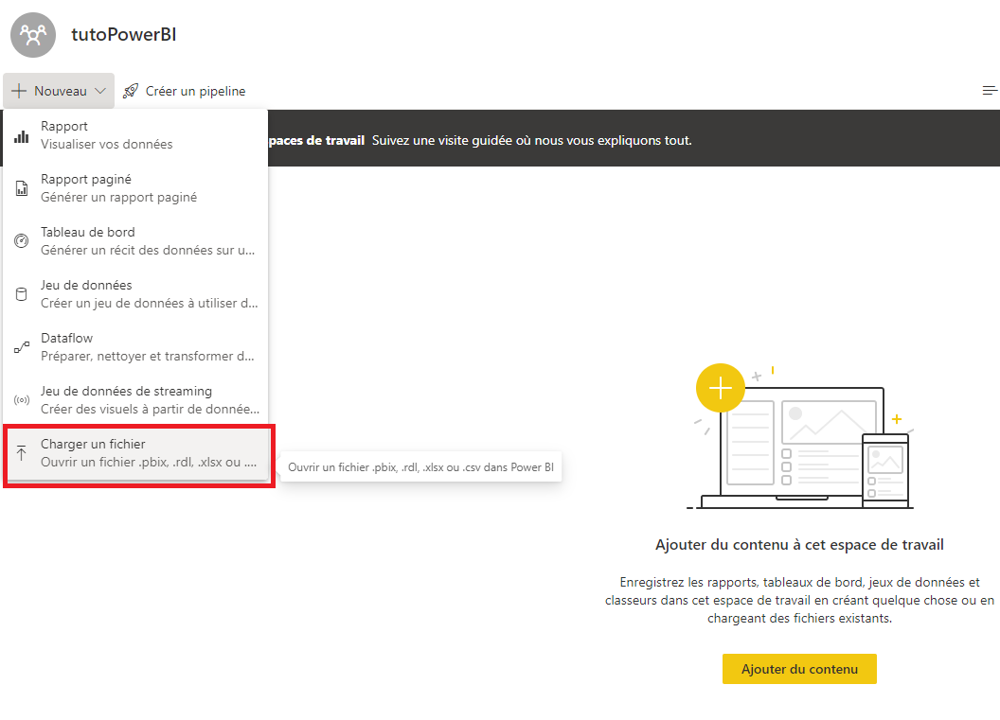 tutoPowerBI
Nouveau
Créer un pipeline
paces de travail Suivez une visite guidée où nous vous expliquons tout.
Rapport
Visualiser vos données
Rapport paginé
Générer un rapport paginé
Tableau de bord
Générer un récit des données sur u...
Jeu de données
Créer un jeu de données à utiliser d...
Dataflow
Préparer, nettoyer et transformer d...
Jeu de données de streaming
Créer des visuels à partir de donnée...
Charger un fichier
Ouvrir un fichier .pbix, .rdl, .xlsx ou ....
Ouvrir un fichier .pbix, .rdl, .xlsx ou .csv dans Power BI
Ajouter du contenu à cet espace de travail
Enregistrez les rapports, tableaux de bord, jeux de données et
classeurs dans cet espace de travail en créant quelque chose ou en
chargeant des fichiers existants.
Ajouter du contenu